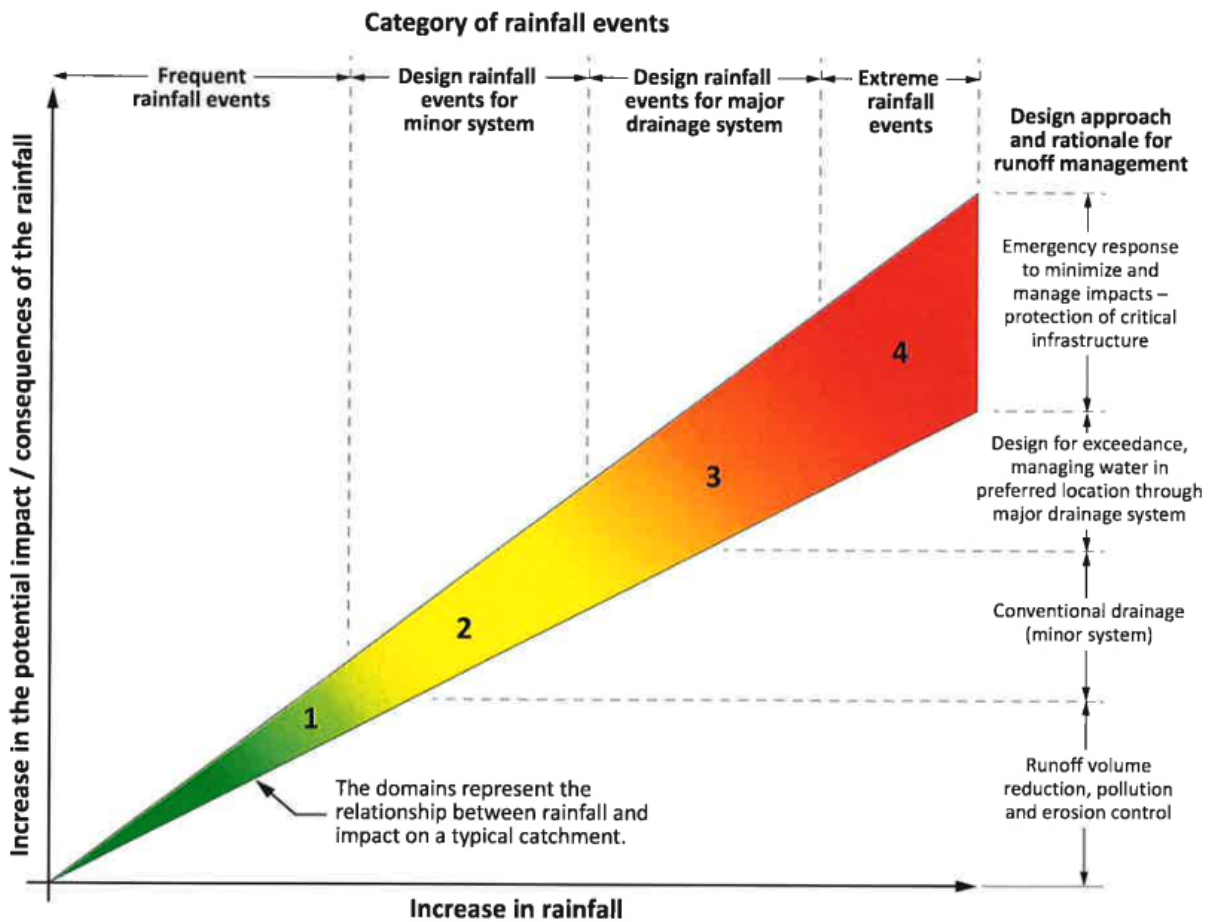 Category of rainfall events
Frequent
rainfall events
Design rainfall
events for
minor system
Design rainfall
events for major
drainage system
Extreme
rainfall
events
Design approach
and rationale for
runoff management
Increase in the potential impact / consequences of the rainfall
Emergency response
to minimize and
manage impacts –
protection of critical
infrastructure
4
Design for exceedance,
managing water in
preferred location through
major drainage system
3
Conventional drainage
(minor system)
2
1
Runoff volume
reduction, pollution
and erosion control
The domains represent the
relationship between rainfall and
impact on a typical catchment.
Increase in rainfall